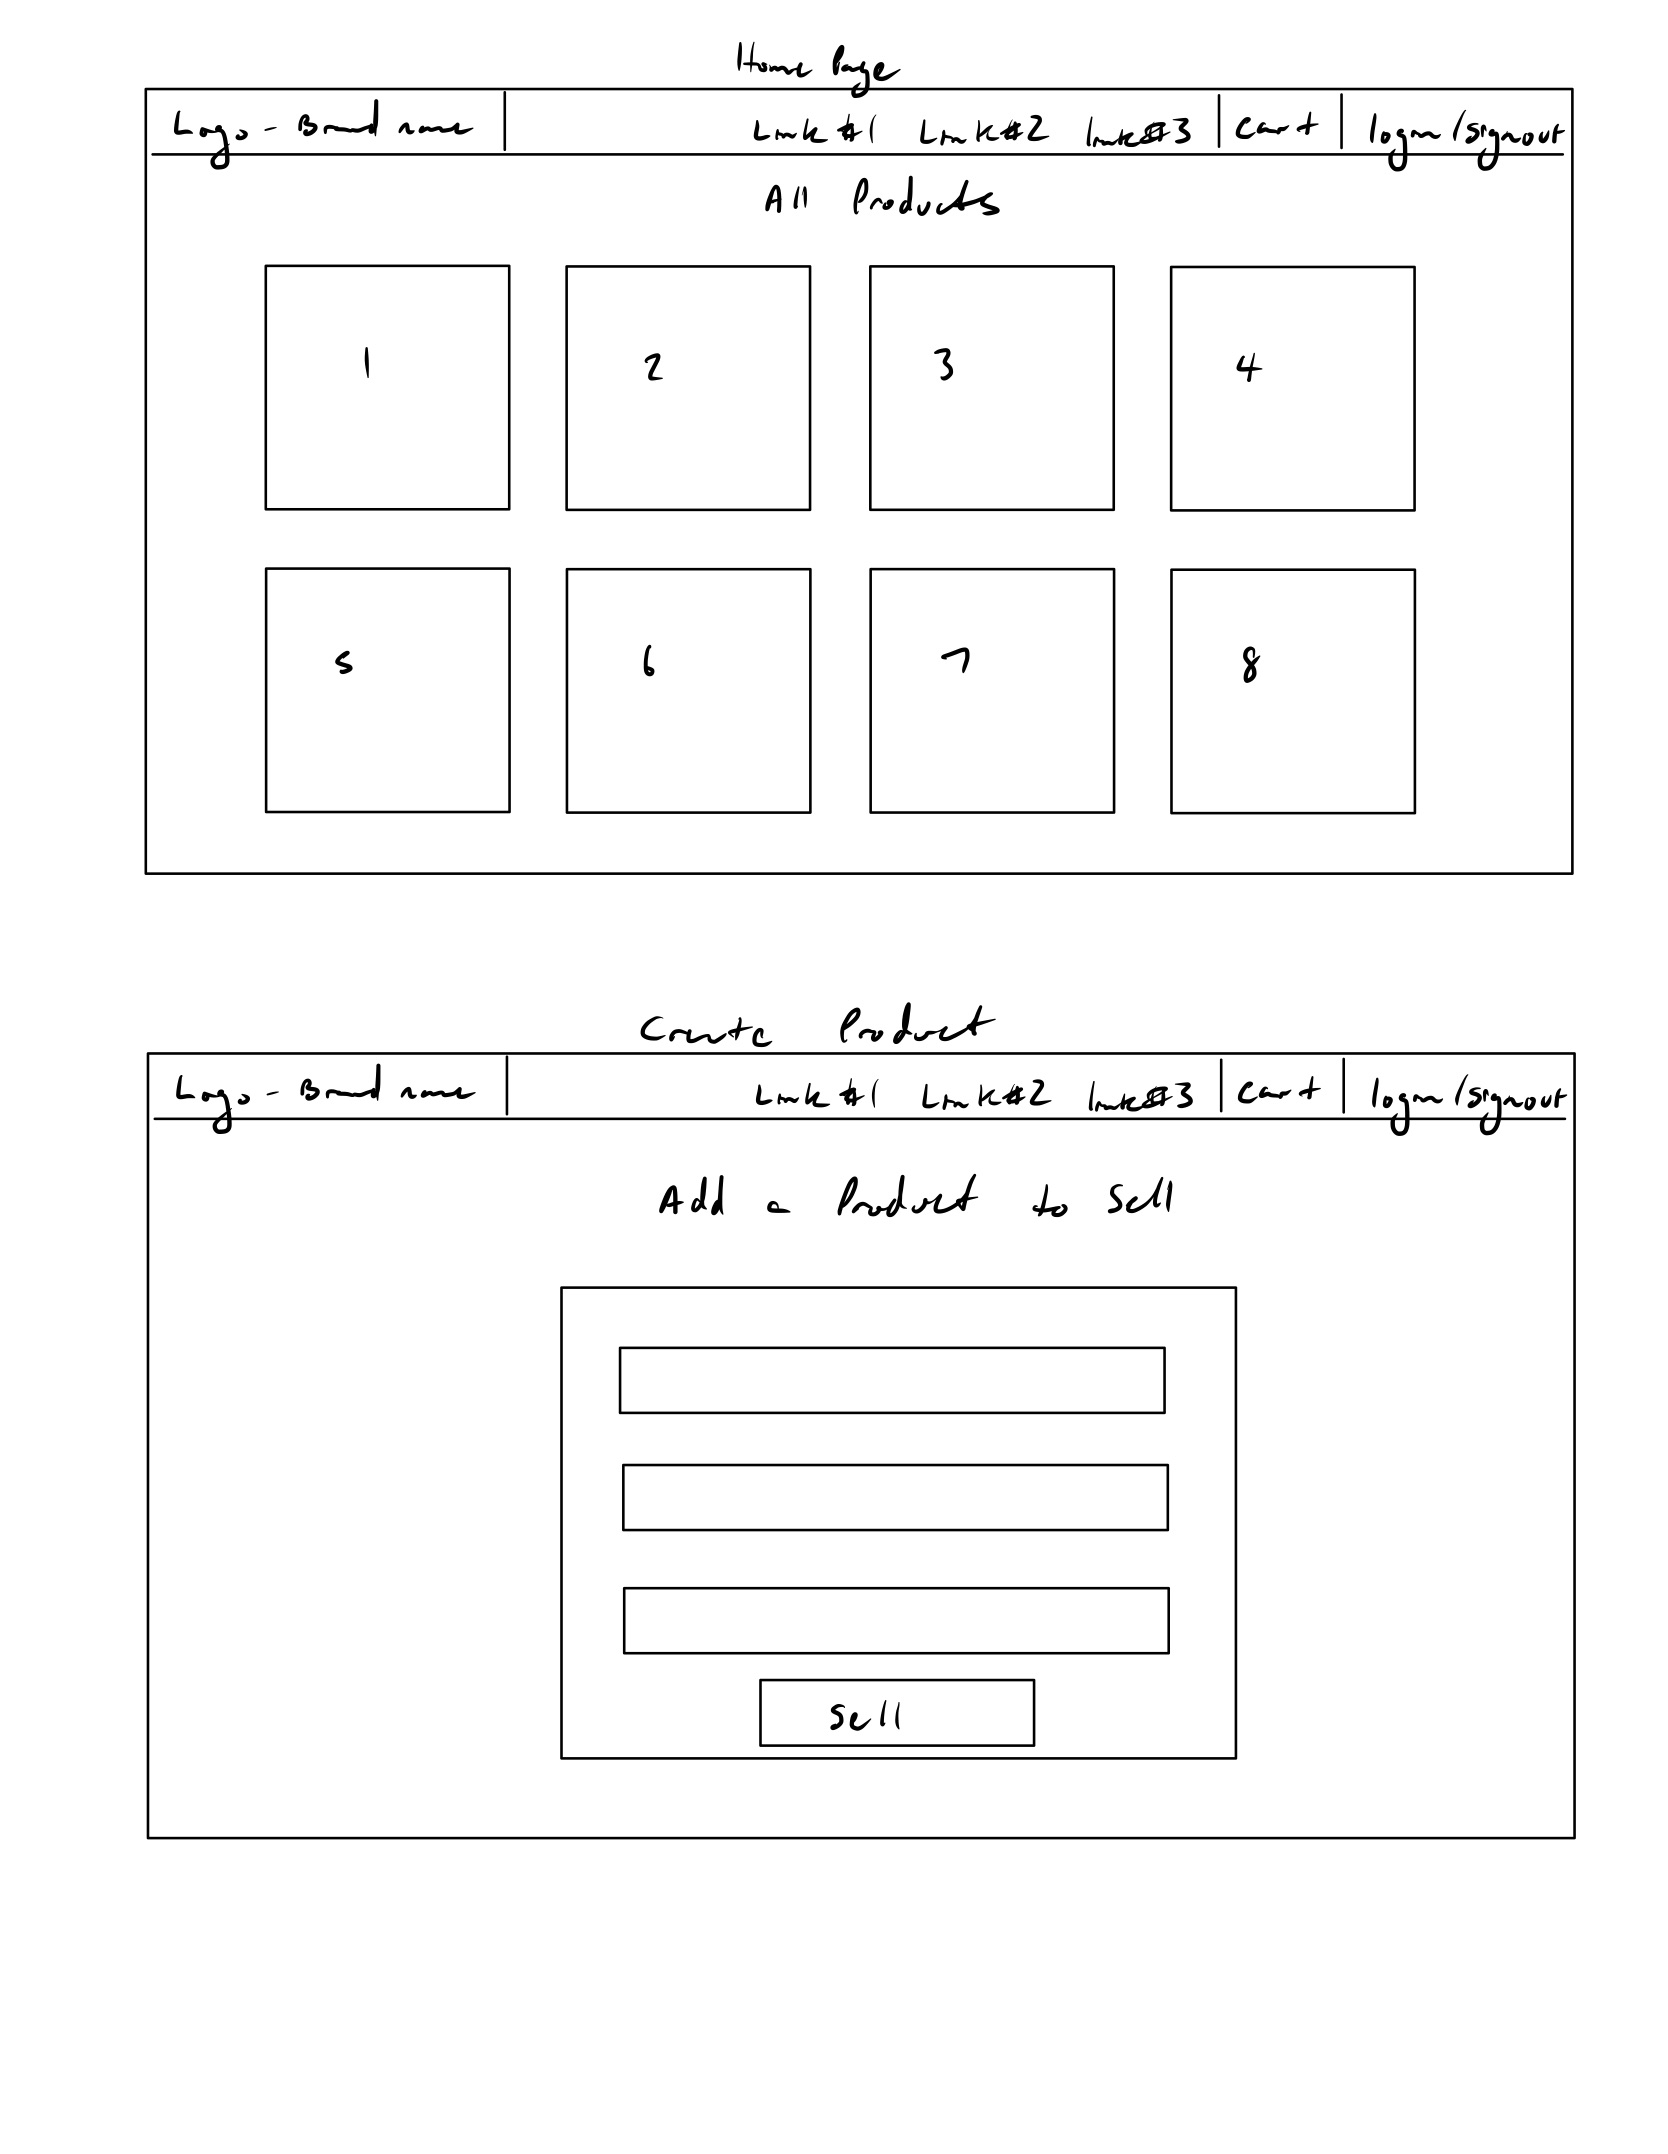 Home Page
Logo - Brand name Link #1 Link #2 link #3 Cart login/signout
All Products
1 2 3 4
5 6 7 8
Create Product
Logo - Brand name Link #1 Link #2 link #3 Cart login/signout
Add a Product to Sell
Sell